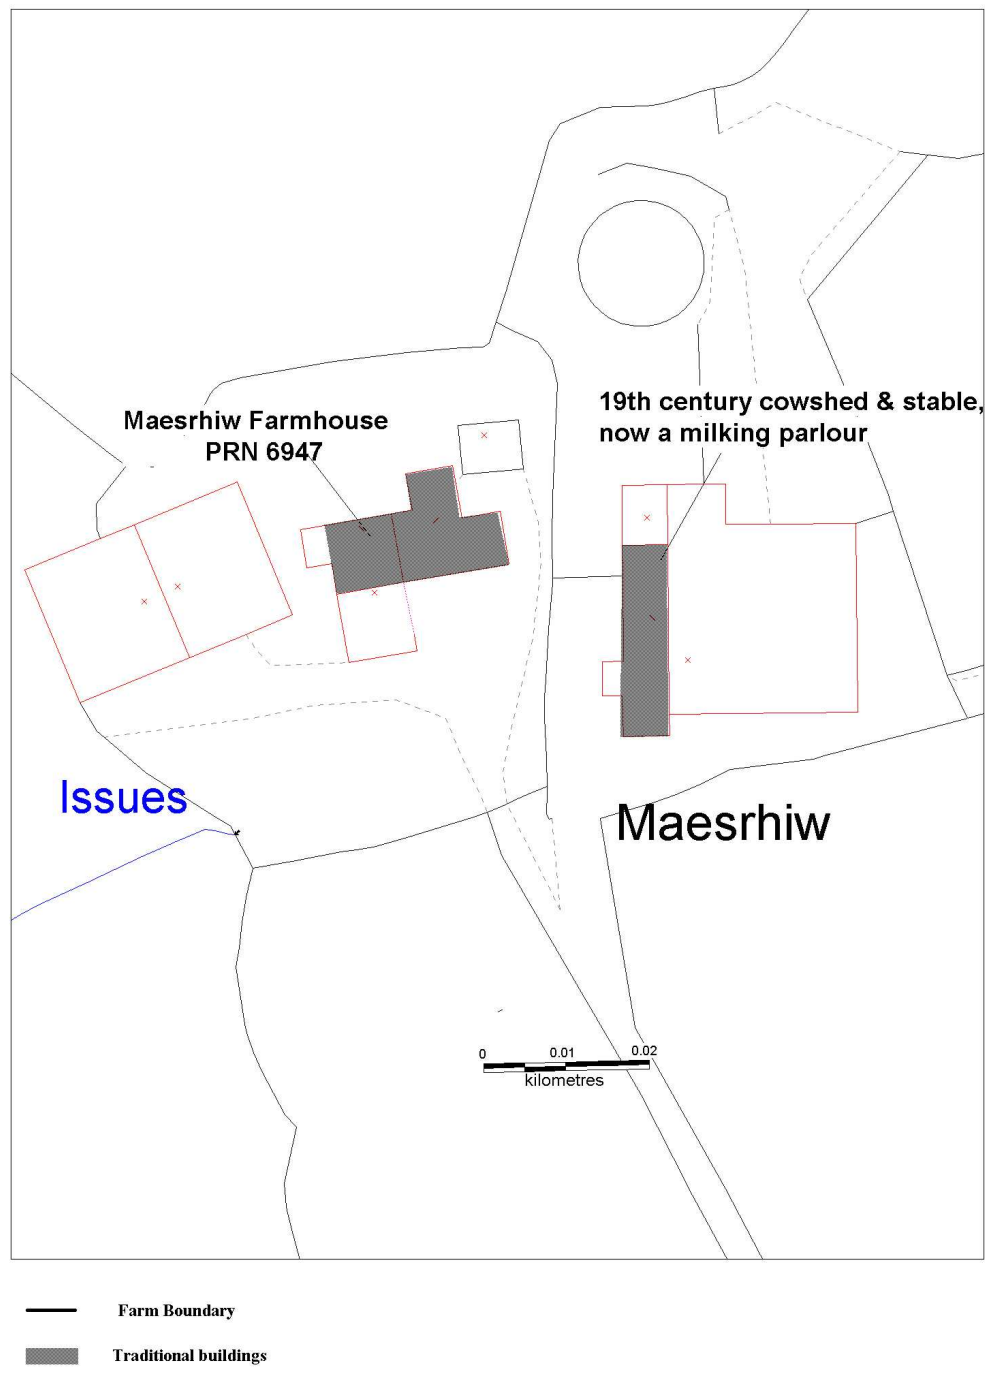 19th century cowshed & stable,
now a milking parlour
Maesrhiw Farmhouse
PRN 6947
Issues
Maesrhiw
0 0.01 0.02
kilometres
Farm Boundary
Traditional buildings